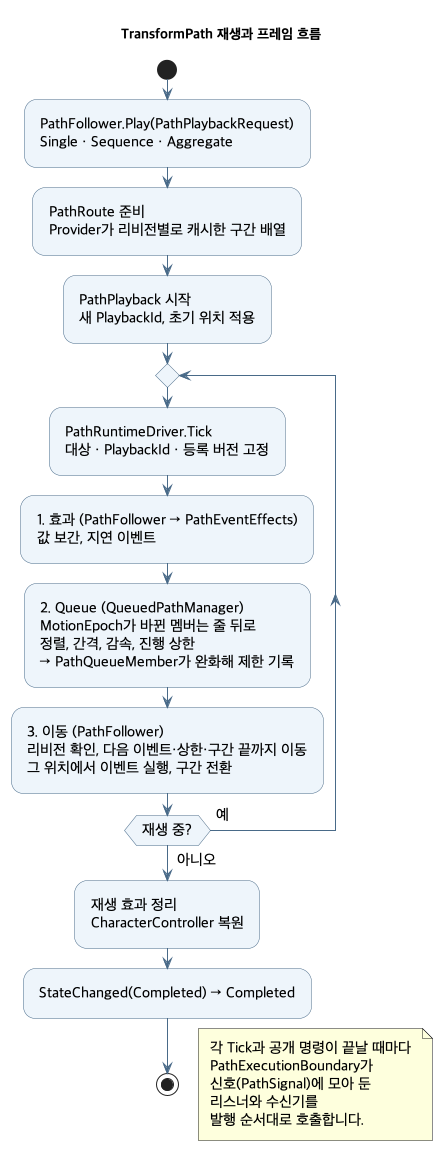 TransformPath 재생과 프레임 흐름
PathFollower.Play(PathPlaybackRequest)
Single · Sequence · Aggregate
PathRoute 준비
Provider가 리비전별로 캐시한 구간 배열
PathPlayback 시작
새 PlaybackId, 초기 위치 적용
PathRuntimeDriver.Tick
대상 · PlaybackId · 등록 버전 고정
1. 효과 (PathFollower → PathEventEffects)
값 보간, 지연 이벤트
2. Queue (QueuedPathManager)
MotionEpoch가 바뀐 멤버는 줄 뒤로
정렬, 간격, 감속, 진행 상한
→ PathQueueMember가 완화해 제한 기록
3. 이동 (PathFollower)
리비전 확인, 다음 이벤트·상한·구간 끝까지 이동
그 위치에서 이벤트 실행, 구간 전환
재생 중?
예
아니오
재생 효과 정리
CharacterController 복원
StateChanged(Completed) → Completed
각 Tick과 공개 명령이 끝날 때마다
PathExecutionBoundary가
신호(PathSignal)에 모아 둔
리스너와 수신기를
발행 순서대로 호출합니다.